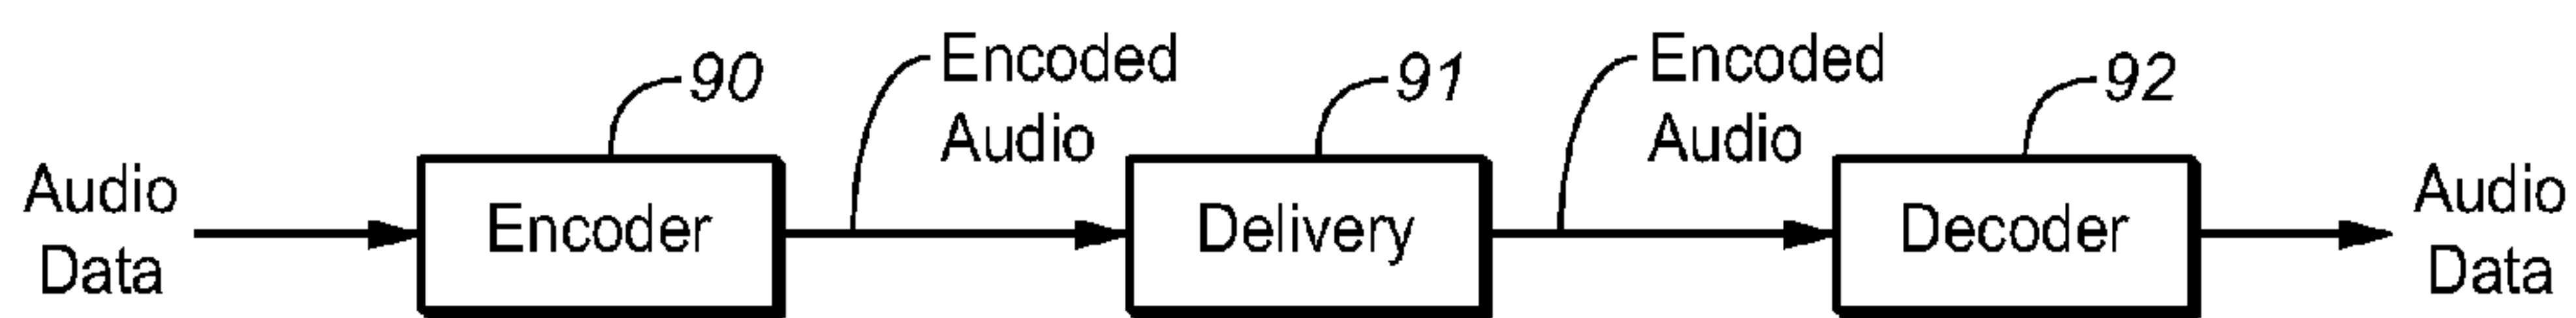 Audio
Data
90
Encoder
Encoded
Audio
91
Delivery
Encoded
Audio
92
Decoder
Audio
Data